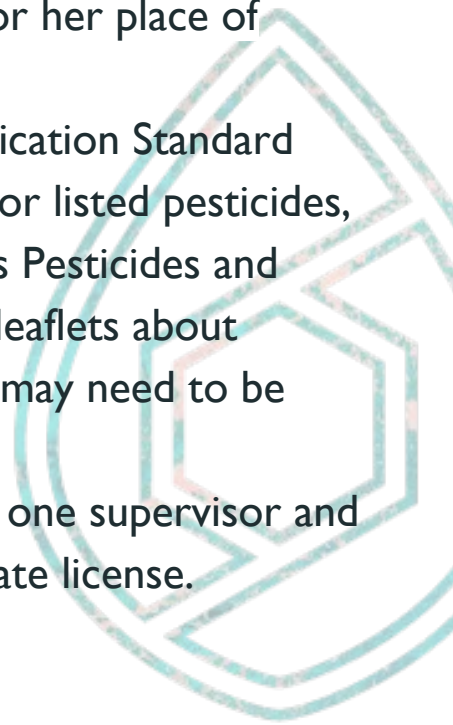 or her place of
ication Standard
or listed pesticides,
s Pesticides and
leaflets about
may need to be
one supervisor and
ate license.